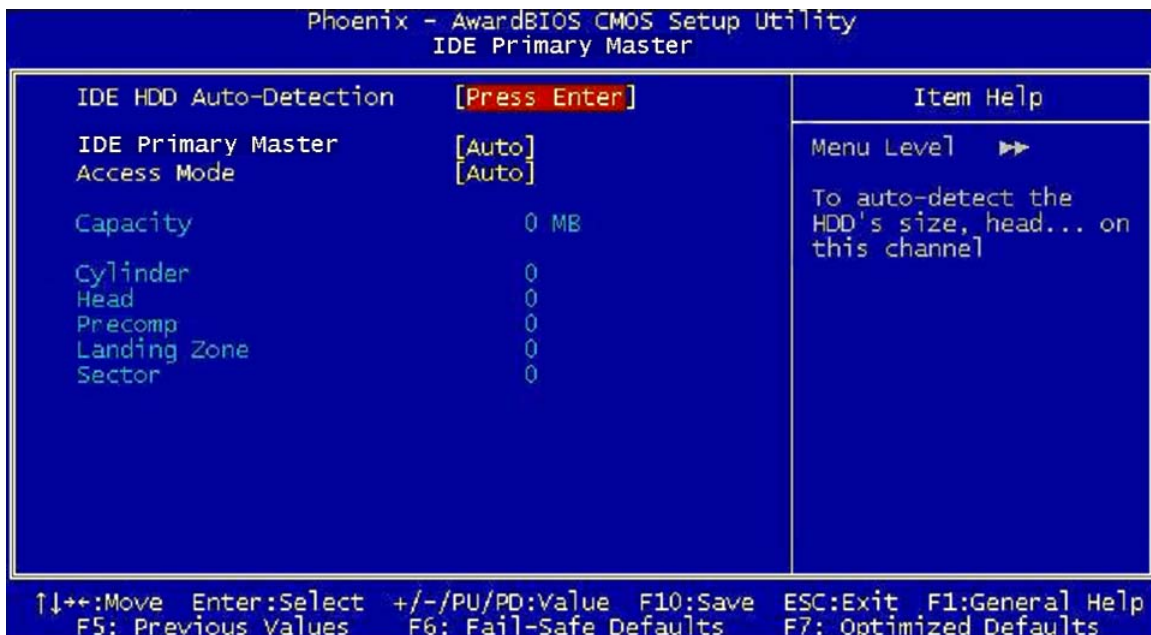 Phoenix - AwardBIOS CMOS Setup Utility
IDE Primary Master
IDE HDD Auto-Detection [Press Enter]
IDE Primary Master [Auto]
Access Mode [Auto]
Capacity 0 MB
Cylinder 0
Head 0
Precomp 0
Landing Zone 0
Sector 0
Item Help
Menu Level ▶▶
To auto-detect the
HDD's size, head... on
this channel
↑↓→←:Move Enter:Select +/-/PU/PD:Value F10:Save ESC:Exit F1:General Help
F5: Previous Values F6: Fail-Safe Defaults F7: Optimized Defaults